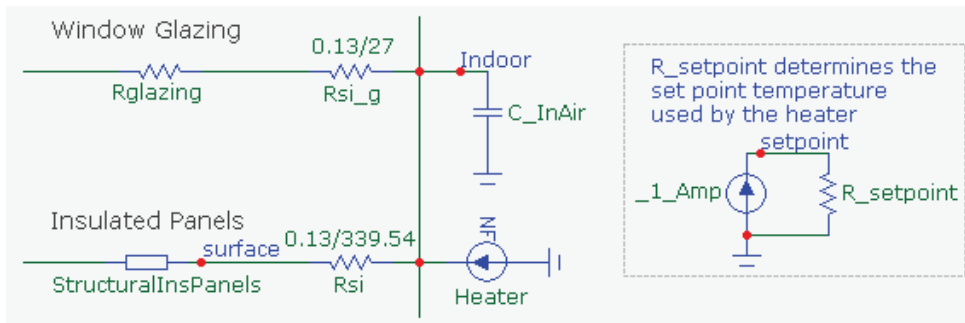 Window Glazing
0.13/27
Indoor
Rglazing
Rsi_g
C_InAir
R_setpoint determines the
set point temperature
used by the heater
setpoint
_1_Amp
R_setpoint
Insulated Panels
surface
0.13/339.54
NF
StructuralInsPanels
Rsi
Heater